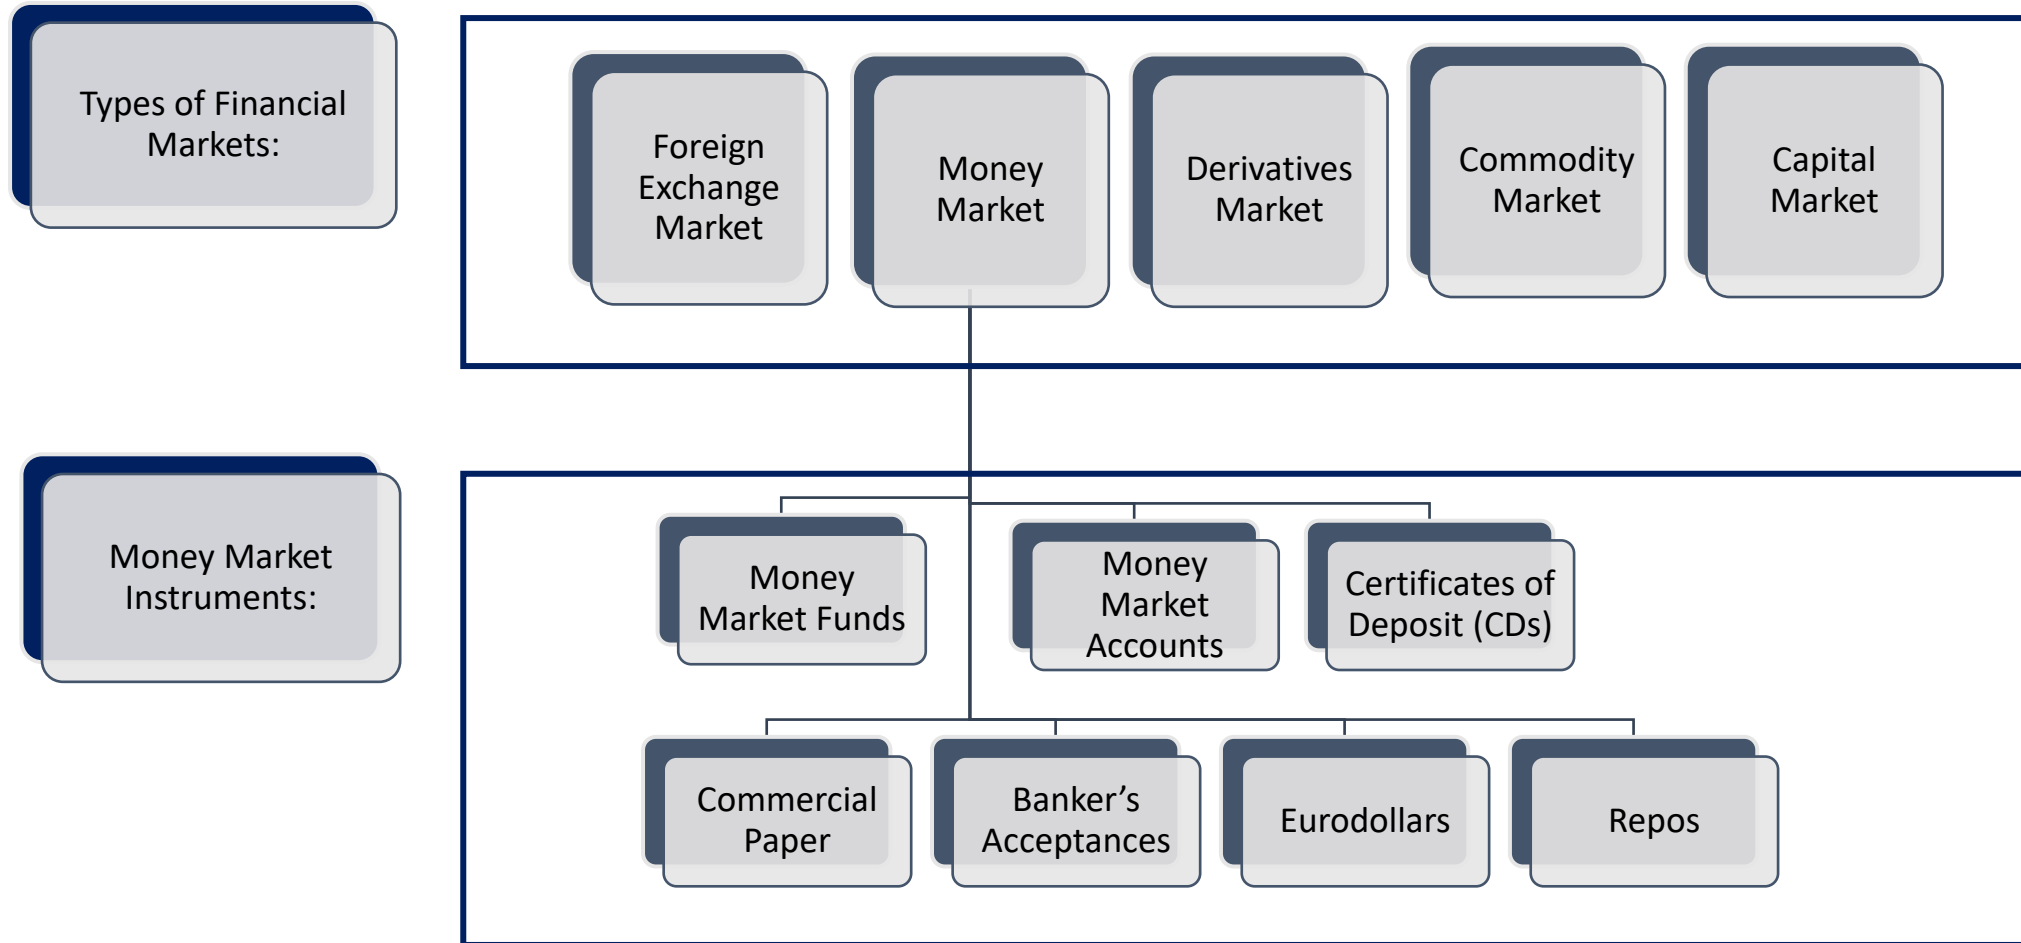 Types of Financial
Markets:
Foreign
Exchange
Market
Money
Market
Derivatives
Market
Commodity
Market
Capital
Market
Money Market
Instruments:
Money
Market Funds
Money
Market
Accounts
Certificates of
Deposit (CDs)
Commercial
Paper
Banker’s
Acceptances
Eurodollars
Repos